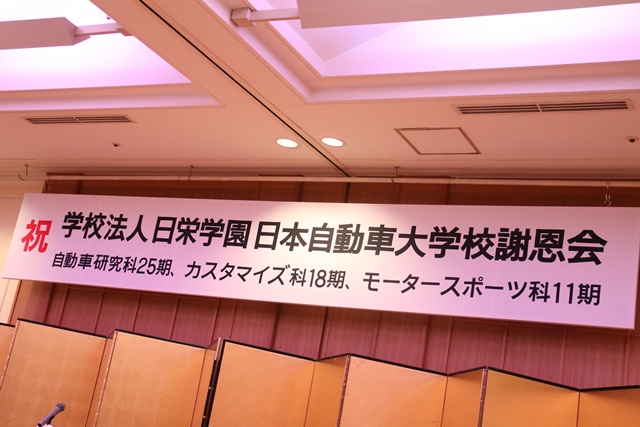 祝 学校法人日栄学園 日本自動車大学校謝恩会
自動車研究科25期、カスタマイズ科18期、モータースポーツ科11期